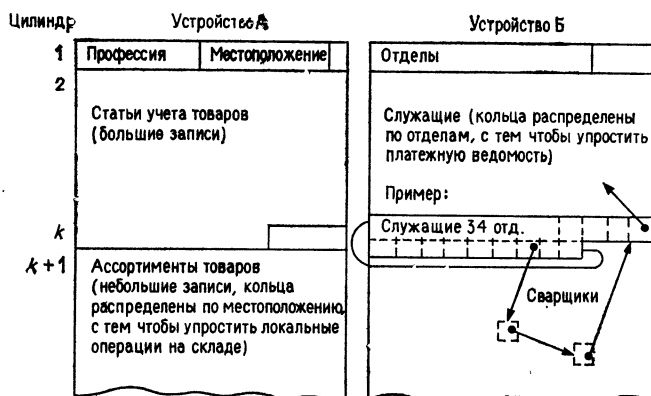 Цилиндр Устройство А Устройство Б
1 Профессия Местоположение Отделы
2
Статьи учета товаров
(большие записи)
Служащие (кольца распределены
по отделам, с тем чтобы упростить
платежную ведомость)
Пример:
k
Служащие 34 отд.
k+1
Ассортименты товаров
(небольшие записи, кольца
распределены по местоположению,
с тем чтобы упростить локальные
операции на складе)
Сварщики